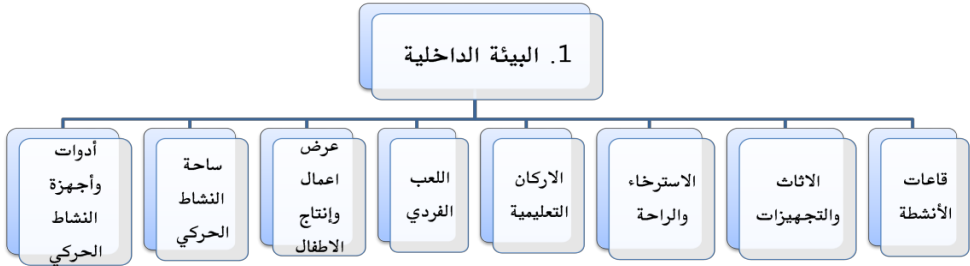 1. البيئة الداخلية
قاعات
الأنشطة
الاثاث
والتجهيزات
الاسترخاء
والراحة
الاركان
التعليمية
اللعب
الفردي
عرض
اعمال
وإنتاج
الاطفال
ساحة
النشاط
الحركي
أدوات
وأجهزة
النشاط
الحركي